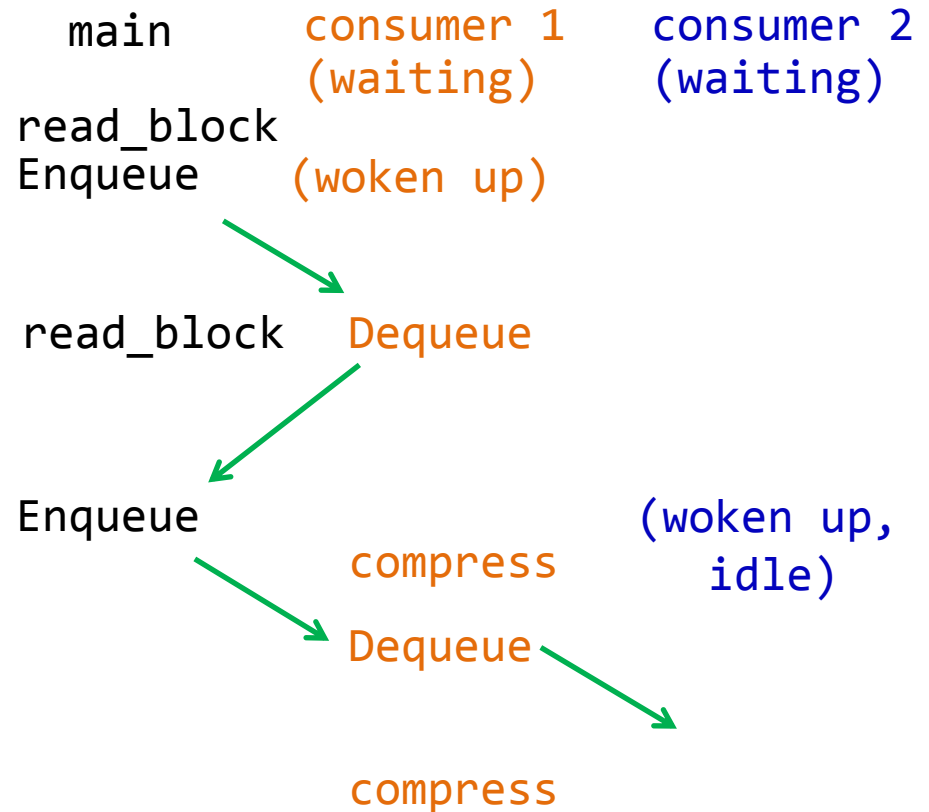 main consumer 1 consumer 2
(waiting) (waiting)
read_block
Enqueue (woken up)
read_block Dequeue
Enqueue (woken up,
compress idle)
Dequeue
compress